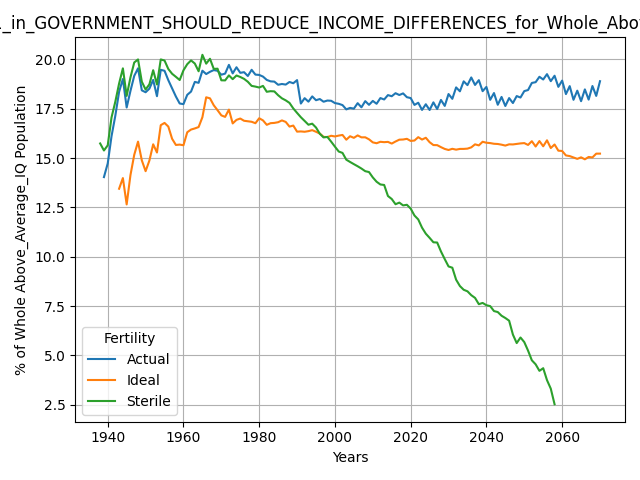 _in_GOVERNMENT_SHOULD_REDUCE_INCOME_DIFFERENCES_for_Whole_Abo
% of Whole Above_Average_IQ Population
20.0
17.5
15.0
12.5
10.0
7.5
5.0
2.5
Fertility
Actual
Ideal
Sterile
1940
1960
1980
2000
2020
2040
2060
Years